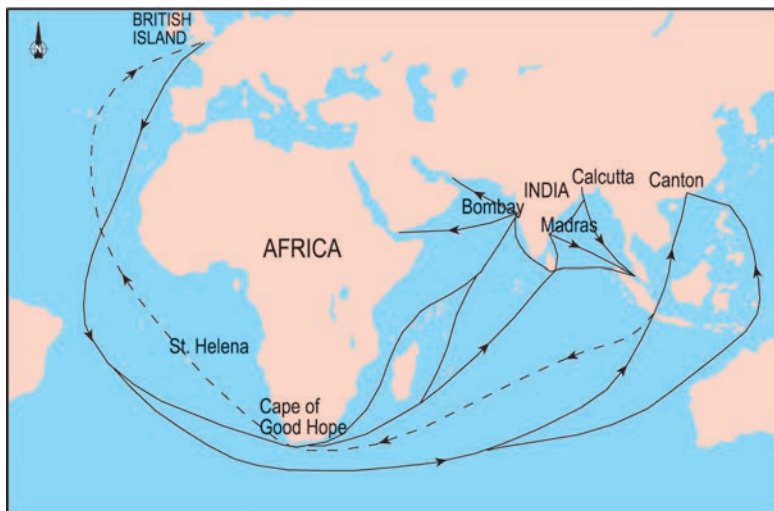 BRITISH
ISLAND
N
INDIA
Calcutta
Canton
Bombay
Madras
AFRICA
St. Helena
Cape of
Good Hope